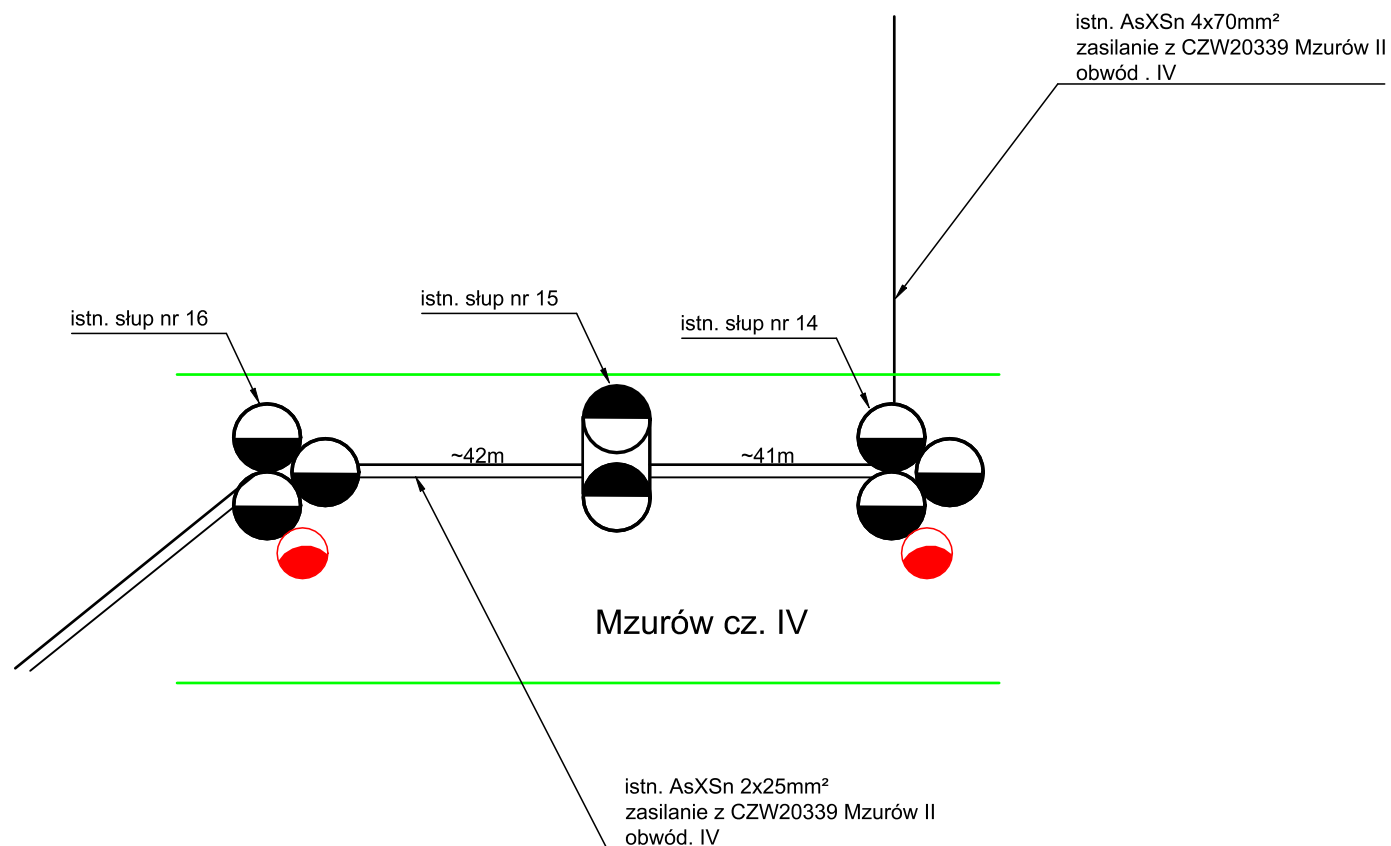 istn. AsXSn 4x70mm²
zasilanie z CZW20339 Mzurów II
obwód . IV
istn. słup nr 16
istn. słup nr 15
istn. słup nr 14
~42m
~41m
Mzurów cz. IV
istn. AsXSn 2x25mm²
zasilanie z CZW20339 Mzurów II
obwód. IV